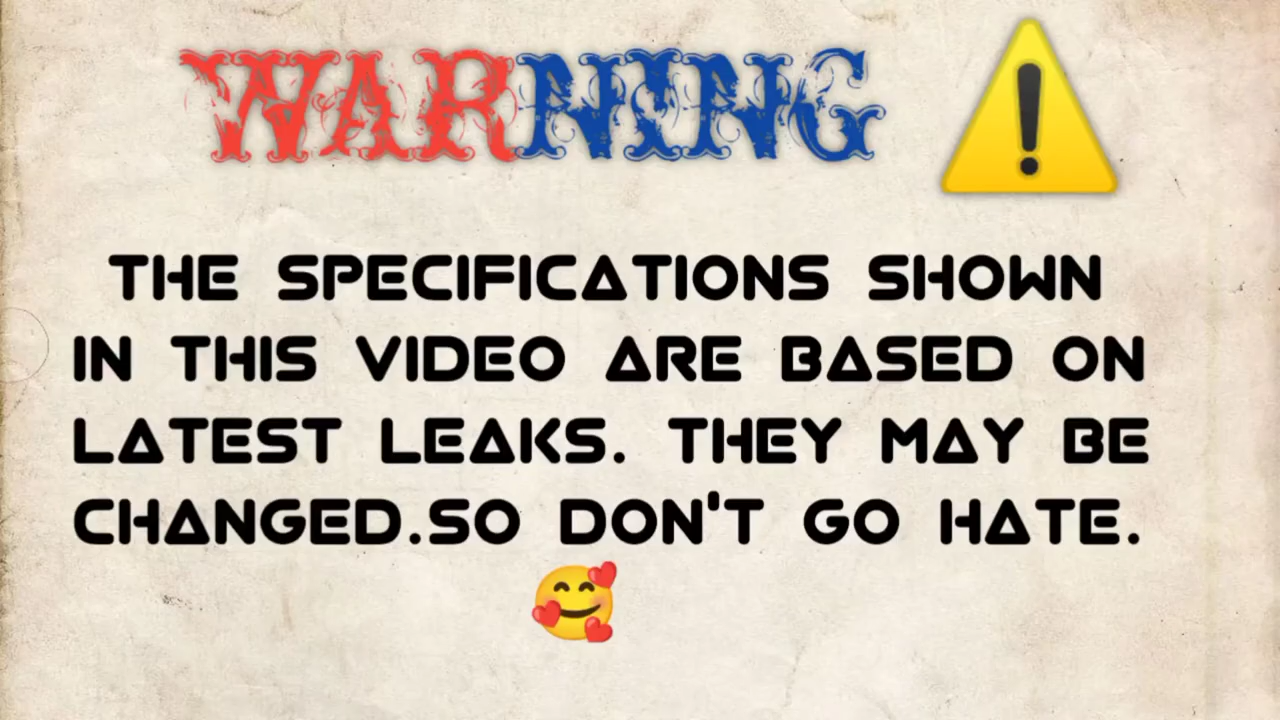 WARNING ⚠️
THE SPECIFICATIONS SHOWN
IN THIS VIDEO ARE BASED ON
LATEST LEAKS. THEY MAY BE
CHANGED.SO DON'T GO HATE.
🥰